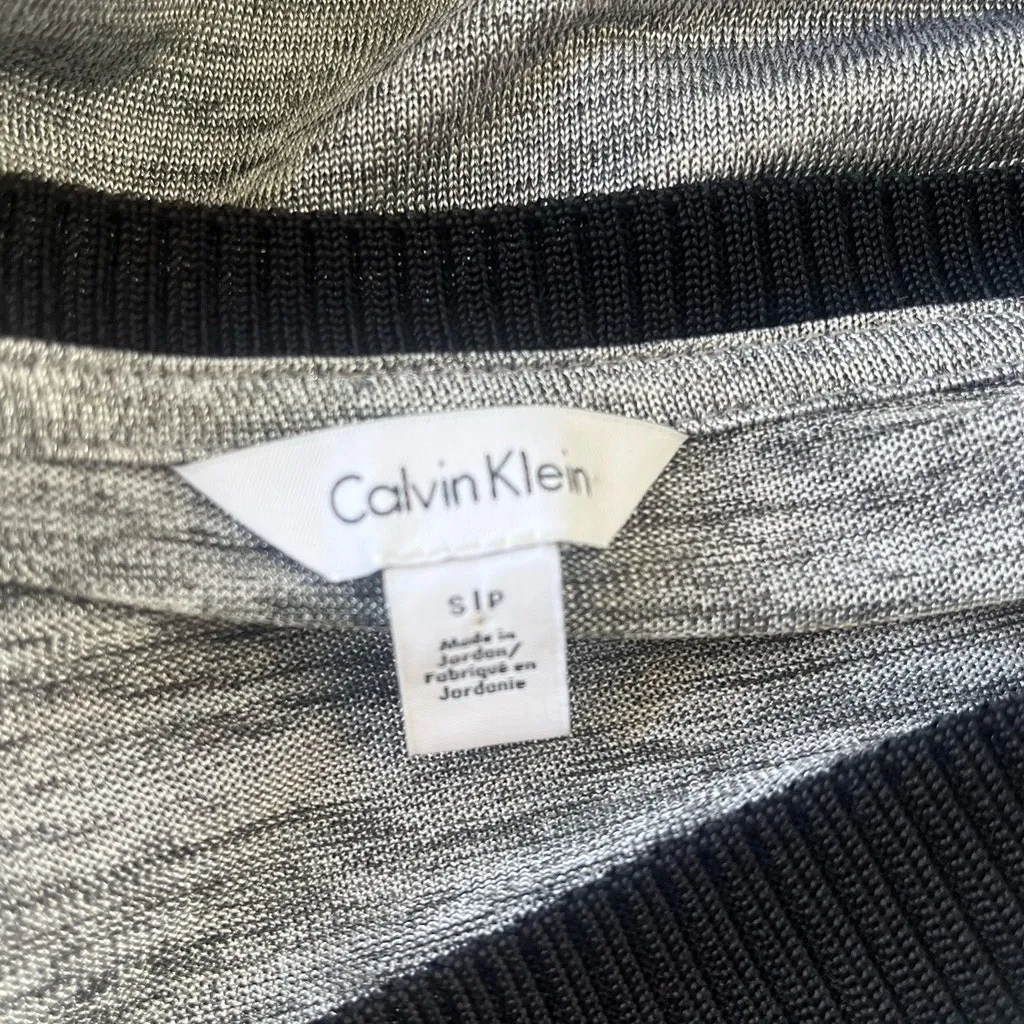 Calvin Klein
S|P
Made in
Jordan/
Fabriqué en
Jordanie